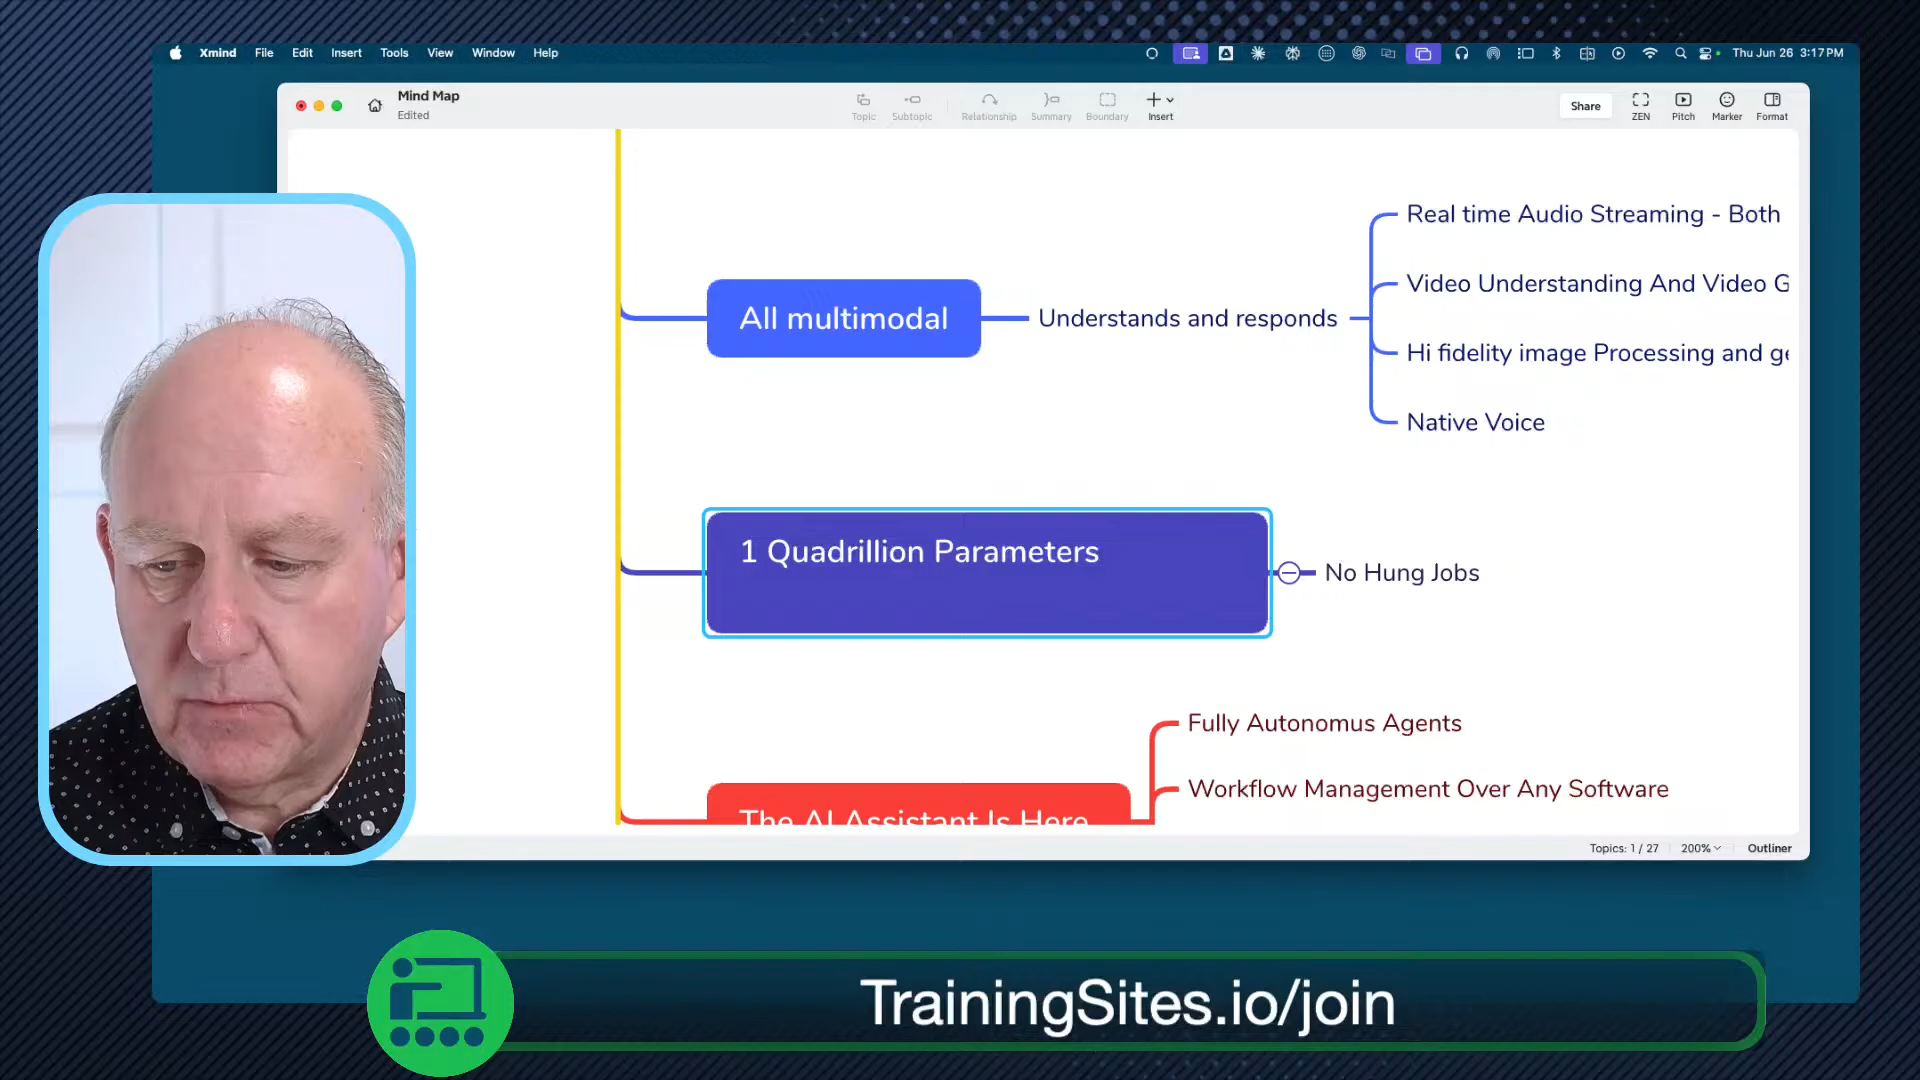 Xmind File Edit Insert Tools View Window Help
Thu Jun 26 3:17 PM
Mind Map
Edited
Topic Subtopic Relationship Summary Boundary Insert
Share ZEN Pitch Marker Format
Real time Audio Streaming - Both
Video Understanding And Video G
All multimodal
Understands and responds
Hi fidelity image Processing and ge
Native Voice
1 Quadrillion Parameters
No Hung Jobs
Fully Autonomus Agents
Workflow Management Over Any Software
The AI Assistant Is Here
Topics: 1 / 27 200% Outliner
TrainingSites.io/join